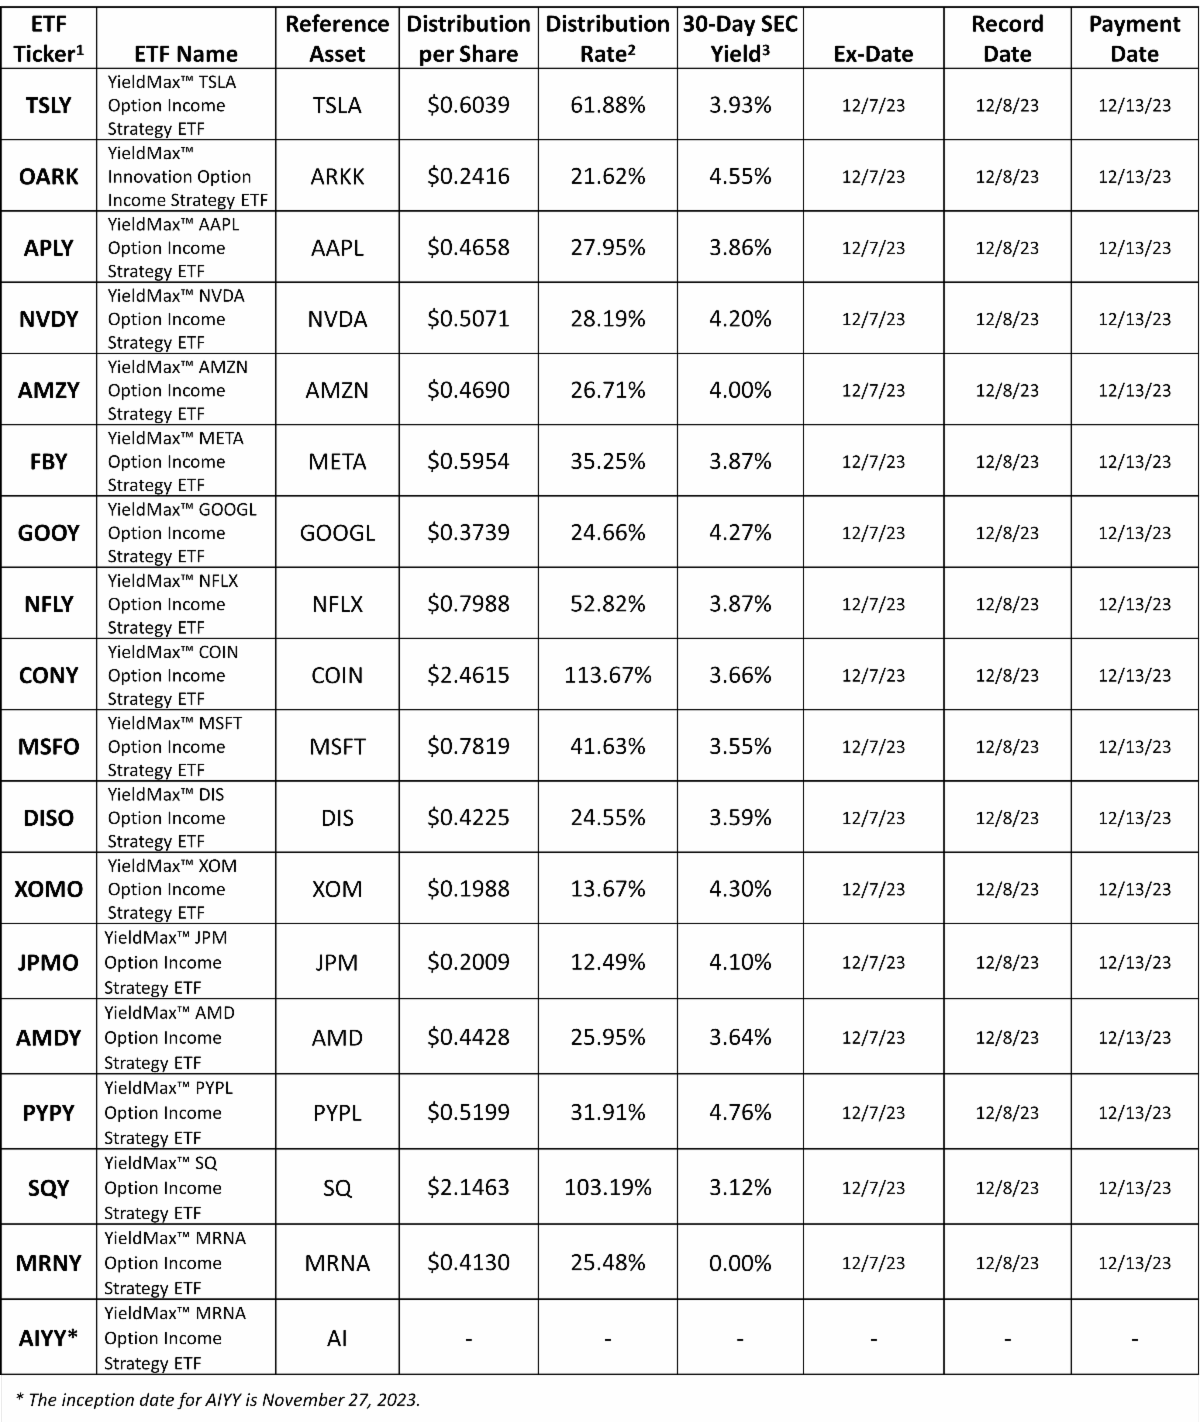 ETF Ticker¹ ETF Name Reference Asset Distribution per Share Distribution Rate² 30-Day SEC Yield³ Ex-Date Record Date Payment Date
TSLY YieldMax™ TSLA Option Income Strategy ETF TSLA $0.6039 61.88% 3.93% 12/7/23 12/8/23 12/13/23
OARK YieldMax™ Innovation Option Income Strategy ETF ARKK $0.2416 21.62% 4.55% 12/7/23 12/8/23 12/13/23
APLY YieldMax™ AAPL Option Income Strategy ETF AAPL $0.4658 27.95% 3.86% 12/7/23 12/8/23 12/13/23
NVDY YieldMax™ NVDA Option Income Strategy ETF NVDA $0.5071 28.19% 4.20% 12/7/23 12/8/23 12/13/23
AMZY YieldMax™ AMZN Option Income Strategy ETF AMZN $0.4690 26.71% 4.00% 12/7/23 12/8/23 12/13/23
FBY YieldMax™ META Option Income Strategy ETF META $0.5954 35.25% 3.87% 12/7/23 12/8/23 12/13/23
GOOY YieldMax™ GOOGL Option Income Strategy ETF GOOGL $0.3739 24.66% 4.27% 12/7/23 12/8/23 12/13/23
NFLY YieldMax™ NFLX Option Income Strategy ETF NFLX $0.7988 52.82% 3.87% 12/7/23 12/8/23 12/13/23
CONY YieldMax™ COIN Option Income Strategy ETF COIN $2.4615 113.67% 3.66% 12/7/23 12/8/23 12/13/23
MSFO YieldMax™ MSFT Option Income Strategy ETF MSFT $0.7819 41.63% 3.55% 12/7/23 12/8/23 12/13/23
DISO YieldMax™ DIS Option Income Strategy ETF DIS $0.4225 24.55% 3.59% 12/7/23 12/8/23 12/13/23
XOMO YieldMax™ XOM Option Income Strategy ETF XOM $0.1988 13.67% 4.30% 12/7/23 12/8/23 12/13/23
JPMO YieldMax™ JPM Option Income Strategy ETF JPM $0.2009 12.49% 4.10% 12/7/23 12/8/23 12/13/23
AMDY YieldMax™ AMD Option Income Strategy ETF AMD $0.4428 25.95% 3.64% 12/7/23 12/8/23 12/13/23
PYPY YieldMax™ PYPL Option Income Strategy ETF PYPL $0.5199 31.91% 4.76% 12/7/23 12/8/23 12/13/23
SQY YieldMax™ SQ Option Income Strategy ETF SQ $2.1463 103.19% 3.12% 12/7/23 12/8/23 12/13/23
MRNY YieldMax™ MRNA Option Income Strategy ETF MRNA $0.4130 25.48% 0.00% 12/7/23 12/8/23 12/13/23
AIYY* YieldMax™ MRNA Option Income Strategy ETF AI - - - - - -
* The inception date for AIYY is November 27, 2023.